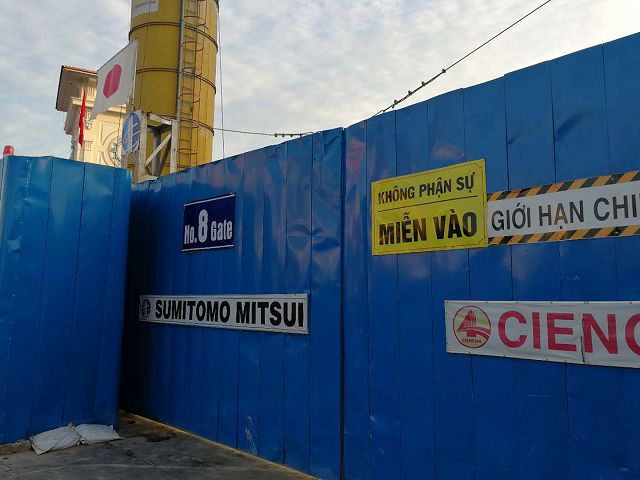 No.8 Gate
SUMITOMO MITSUI
KHÔNG PHẬN SỰ
MIỄN VÀO
GIỚI HẠN CHI
CIENC